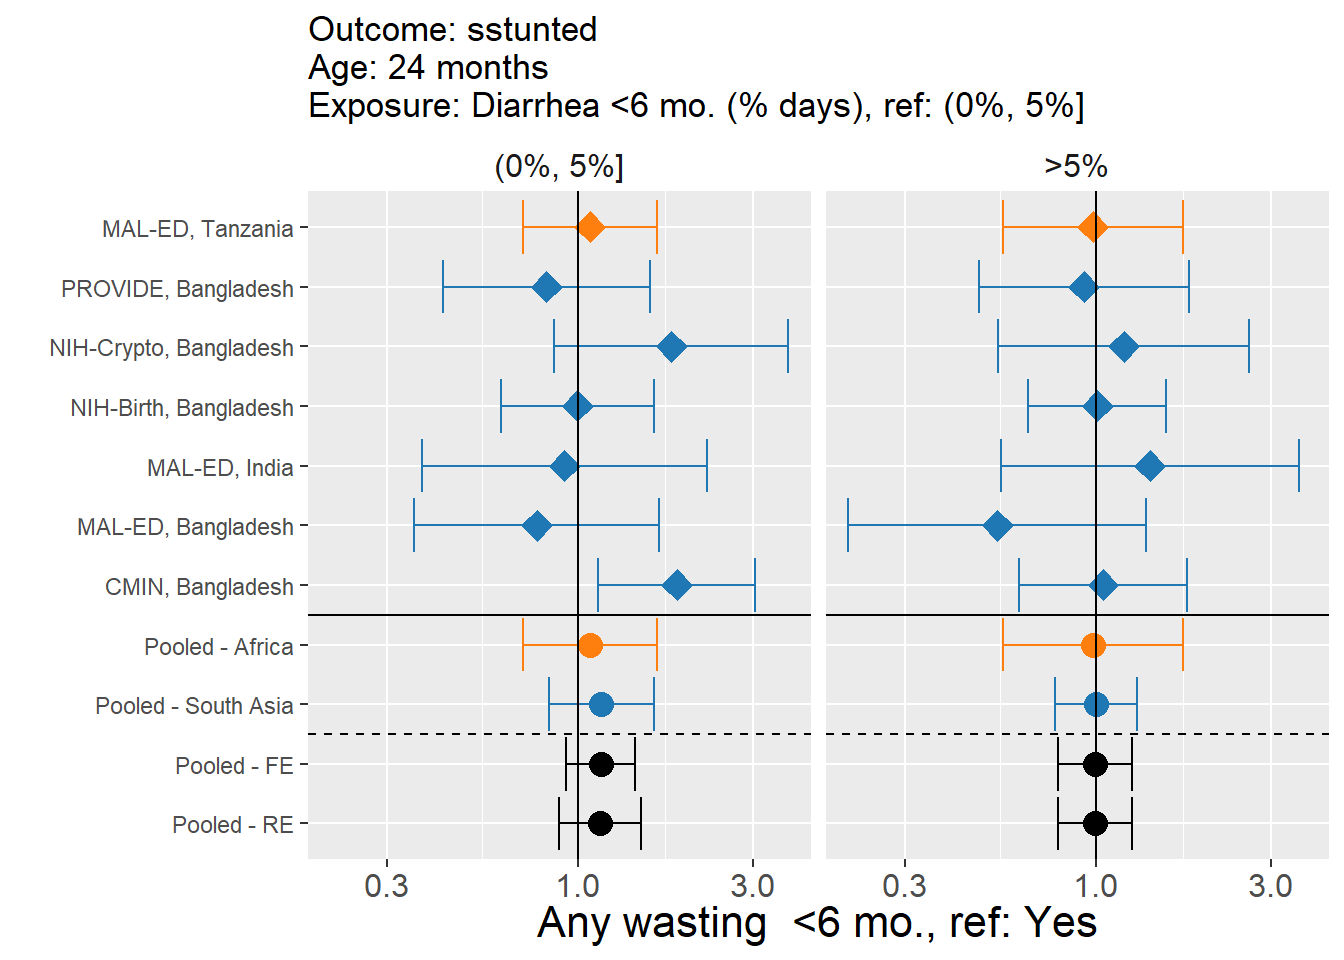 Outcome: sstunted
Age: 24 months
Exposure: Diarrhea <6 mo. (% days), ref: (0%, 5%]
(0%, 5%]
>5%
MAL-ED, Tanzania
PROVIDE, Bangladesh
NIH-Crypto, Bangladesh
NIH-Birth, Bangladesh
MAL-ED, India
MAL-ED, Bangladesh
CMIN, Bangladesh
Pooled - Africa
Pooled - South Asia
Pooled - FE
Pooled - RE
0.3 1.0 3.0 0.3 1.0 3.0
Any wasting  <6 mo., ref: Yes